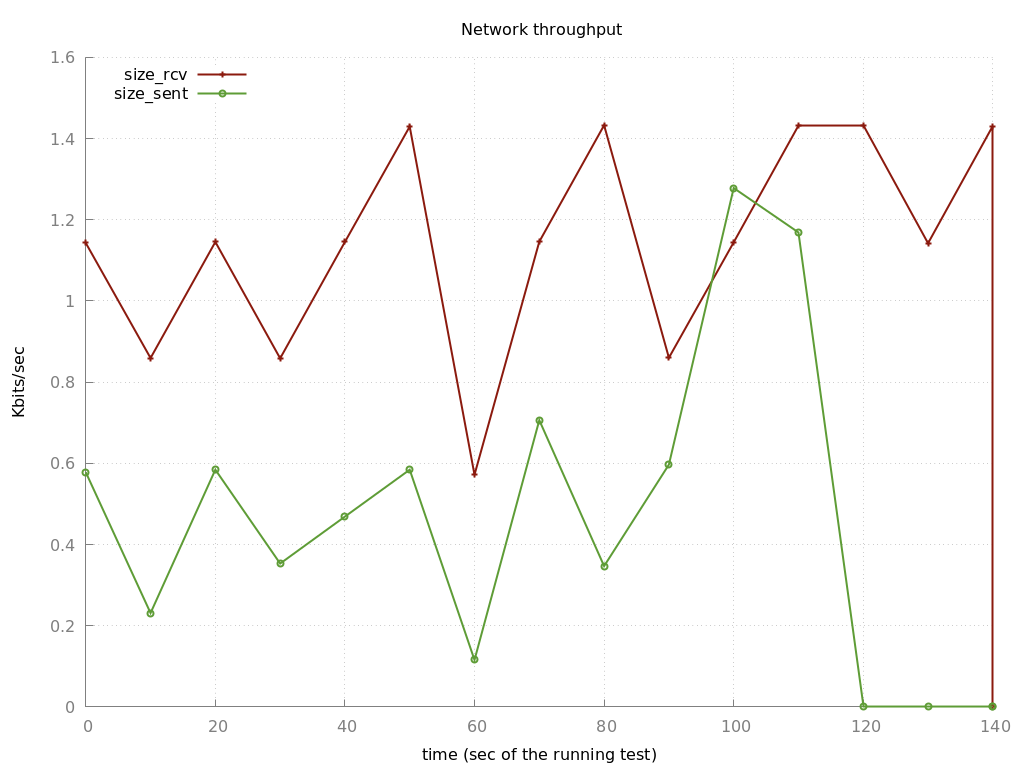 Network throughput
size_rcv
size_sent
1.6
1.4
1.2
1
0.8
0.6
0.4
0.2
0
Kbits/sec
0 20 40 60 80 100 120 140
time (sec of the running test)